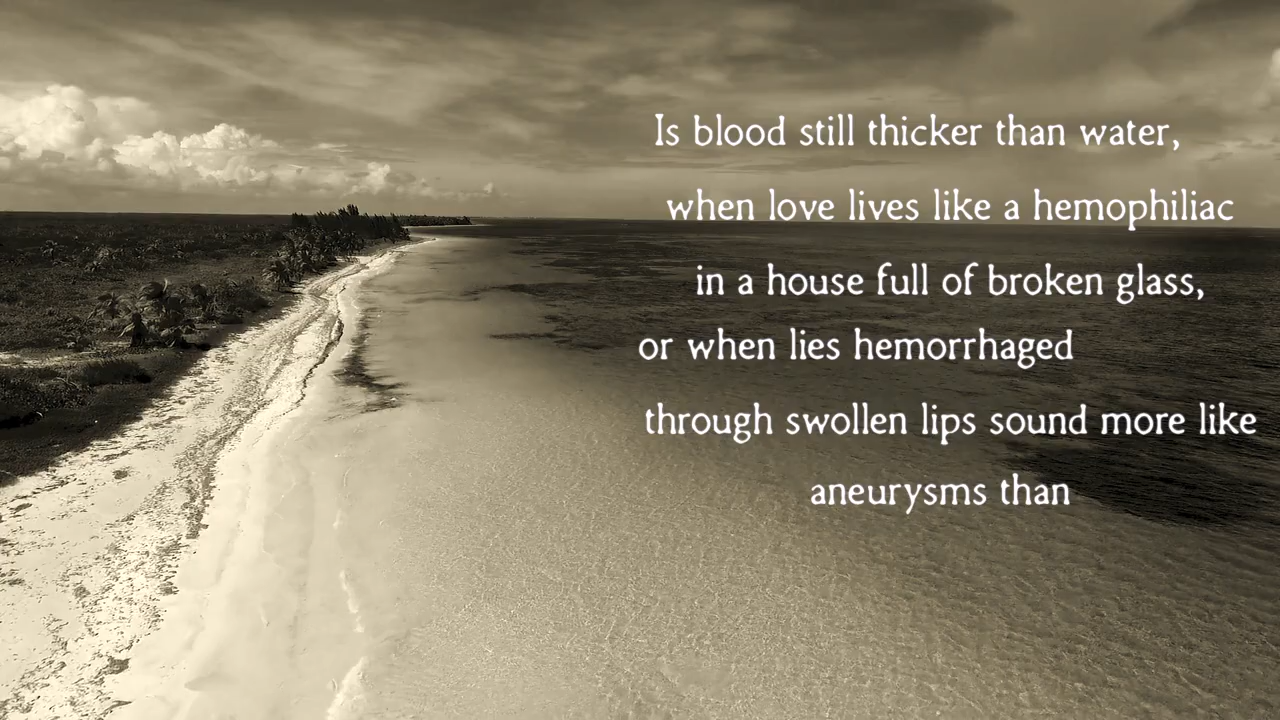 Is blood still thicker than water,
when love lives like a hemophiliac
in a house full of broken glass,
or when lies hemorrhaged
through swollen lips sound more like
aneurysms than